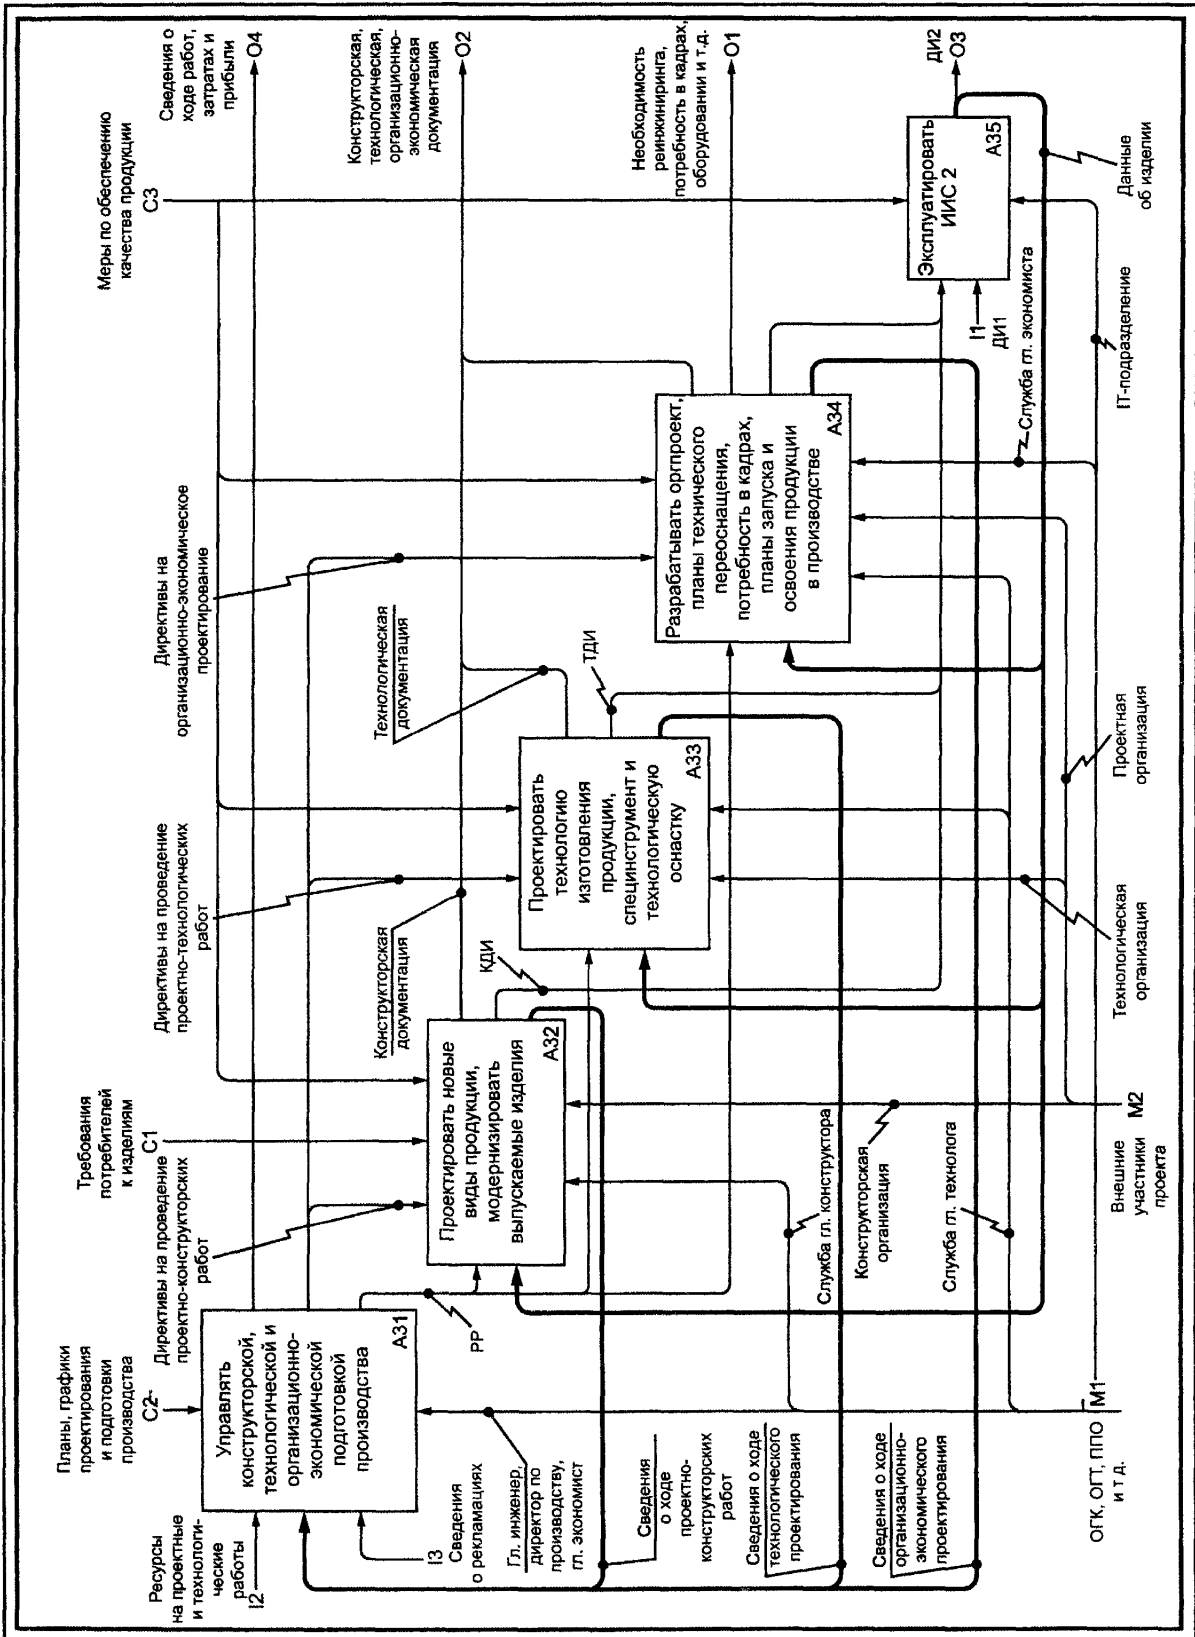 Сведения о
ходе работ,
затратах и
прибыли
O4
Конструкторская,
технологическая,
организационно-
экономическая
документация
O2
Необходимость
реинжиниринга,
потребность в кадрах,
оборудовании и т.д.
O1
ДИ2
O3
Меры по обеспечению
качества продукции
C3
Эксплуатировать
ИИС 2
A35
Данные
об изделии
I1
ДИ1
Служба гл. экономиста
IT-подразделение
Директивы на
организационно-экономическое
проектирование
Разрабатывать оргпроект,
планы технического
переоснащения,
потребность в кадрах,
планы запуска и
освоения продукции
в производстве
A34
Технологическая
документация
ТДИ
Проектировать
технологию
изготовления
продукции,
специнструмент и
технологическую
оснастку
A33
Проектная
организация
Директивы на проведение
проектно-технологических
работ
Конструкторская
документация
КДИ
Технологическая
организация
Требования
потребителей
к изделиям
C1
Проектировать новые
виды продукции,
модернизировать
выпускаемые изделия
A32
M2
Внешние
участники
проекта
Директивы на проведение
проектно-конструкторских
работ
Служба гл. конструктора
Конструкторская
организация
Служба гл. технолога
Планы, графики
проектирования
и подготовки
производства
C2
Управлять
конструкторской,
технологической и
организационно-
экономической
подготовкой
производства
A31
РР
M1
ОГК, ОГТ, ППО
и т д.
Ресурсы
на проектные
и технологи-
ческие
работы
I2
I3
Сведения
о рекламациях
Гл. инженер,
директор по
производству,
гл. экономист
Сведения
о ходе
проектно-
конструкторских
работ
Сведения о ходе
технологического
проектирования
Сведения о ходе
организационно-
экономического
проектирования